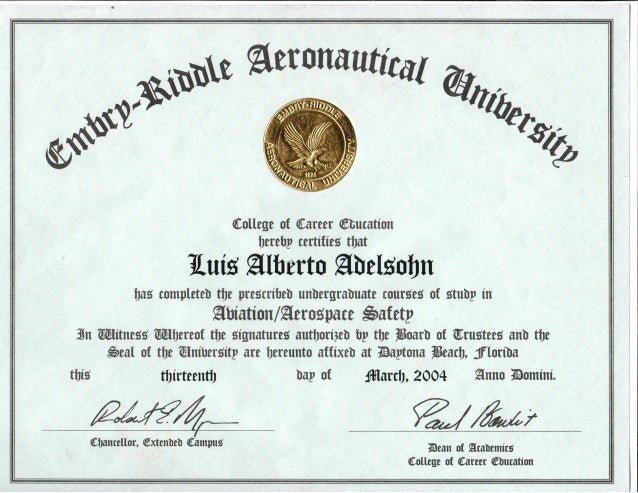 Embry-Riddle Aeronautical University
EMBRY-RIDDLE
AERONAUTICAL UNIVERSITY
College of Career Education
hereby certifies that
Luis Alberto Adelsohn
has completed the prescribed undergraduate courses of study in
Aviation/Aerospace Safety
In Witness Whereof the signatures authorized by the Board of Trustees and the
Seal of the University are hereunto affixed at Daytona Beach, Florida
this thirteenth day of March, 2004 Anno Domini.
Chancellor, Extended Campus
Dean of Academics
College of Career Education